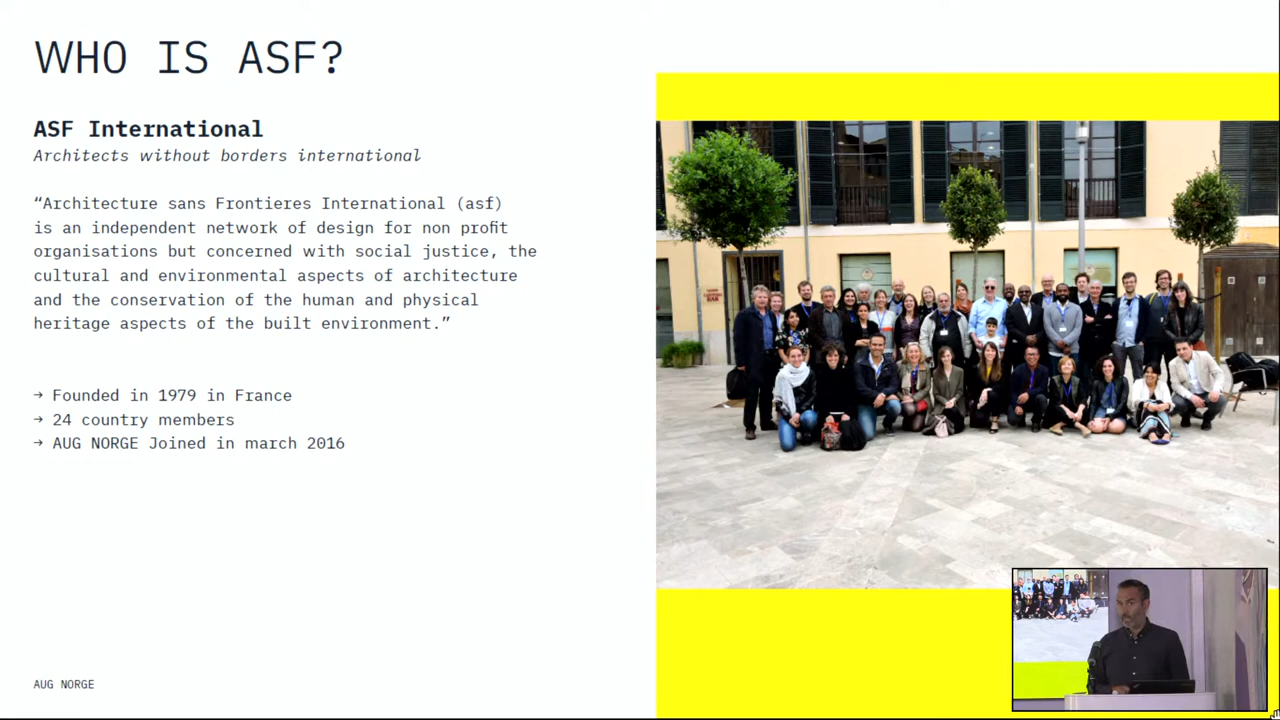 WHO IS ASF?
ASF International
Architects without borders international
“Architecture sans Frontieres International (asf)
is an independent network of design for non profit
organisations but concerned with social justice, the
cultural and environmental aspects of architecture
and the conservation of the human and physical
heritage aspects of the built environment.”
→ Founded in 1979 in France
→ 24 country members
→ AUG NORGE Joined in march 2016
AUG NORGE